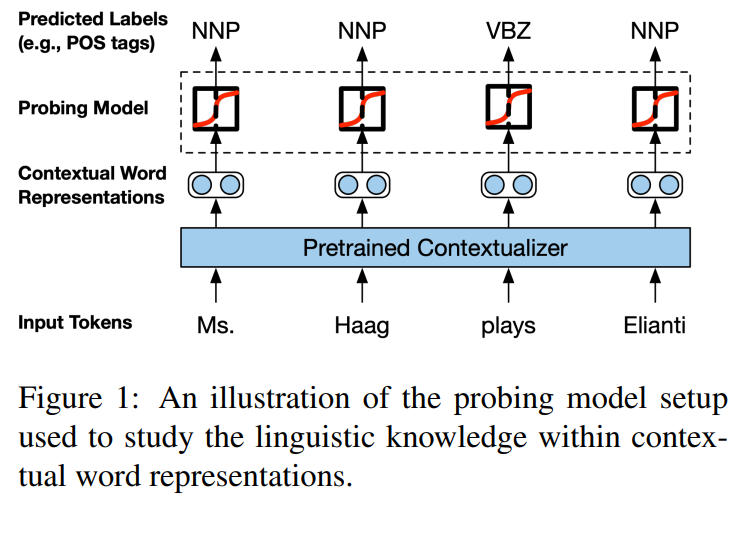 Predicted Labels
(e.g., POS tags)
NNP NNP VBZ NNP
Probing Model
Contextual Word
Representations
Pretrained Contextualizer
Input Tokens
Ms. Haag plays Elianti
Figure 1: An illustration of the probing model setup
used to study the linguistic knowledge within contex-
tual word representations.